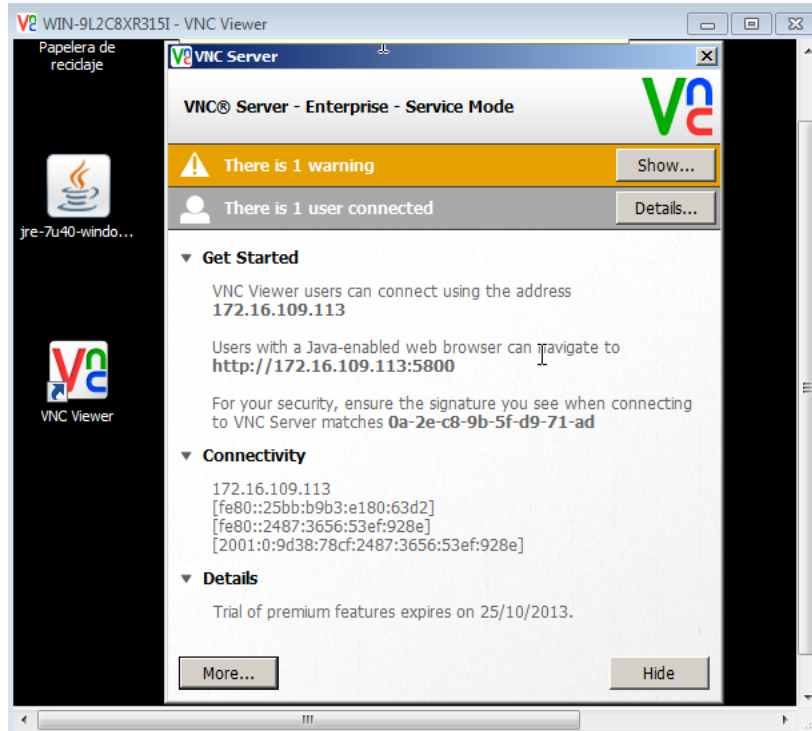 WIN-9L2C8XR315I - VNC Viewer
Papelera de
reciclaje
jre-7u40-windo...
VNC Viewer
VNC Server
VNC® Server - Enterprise - Service Mode
There is 1 warning
Show...
There is 1 user connected
Details...
Get Started
VNC Viewer users can connect using the address
172.16.109.113
Users with a Java-enabled web browser can navigate to
http://172.16.109.113:5800
For your security, ensure the signature you see when connecting
to VNC Server matches 0a-2e-c8-9b-5f-d9-71-ad
Connectivity
172.16.109.113
[fe80::25bb:b9b3:e180:63d2]
[fe80::2487:3656:53ef:928e]
[2001:0:9d38:78cf:2487:3656:53ef:928e]
Details
Trial of premium features expires on 25/10/2013.
More...
Hide